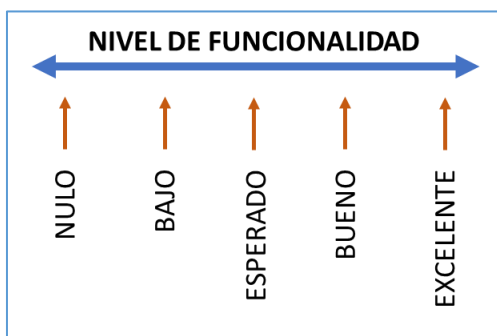 NIVEL DE FUNCIONALIDAD
NULO
BAJO
ESPERADO
BUENO
EXCELENTE